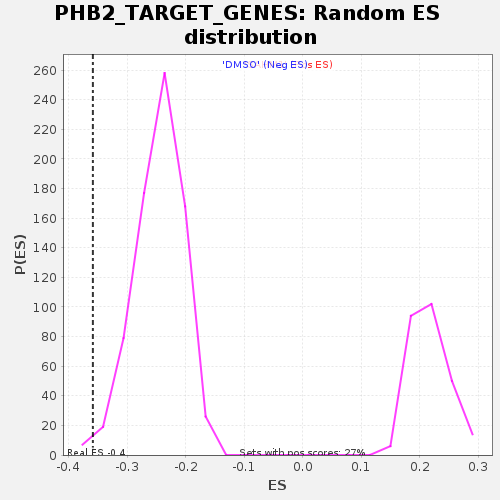 PHB2_TARGET_GENES: Random ES
distribution
'DMSO' (Neg ES)s ES)
260
240
220
200
180
160
140
120
100
80
60
40
20
0
P(ES)
Real ES -0.4
Sets with pos scores: 27%
-0.4 -0.3 -0.2 -0.1 0.0 0.1 0.2 0.3
ES